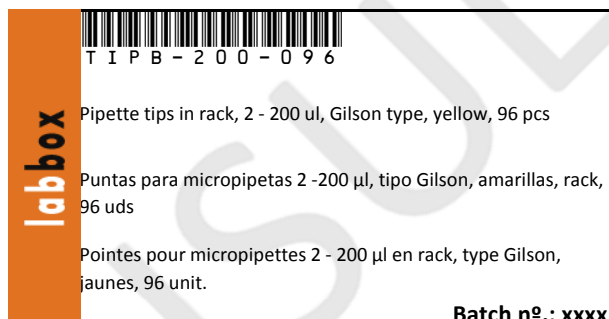 TIPB-200-096
labbox
Pipette tips in rack, 2 - 200 ul, Gilson type, yellow, 96 pcs
Puntas para micropipetas 2 -200 µl, tipo Gilson, amarillas, rack,
96 uds
Pointes pour micropipettes 2 - 200 µl en rack, type Gilson,
jaunes, 96 unit.
Batch nº.: xxxx